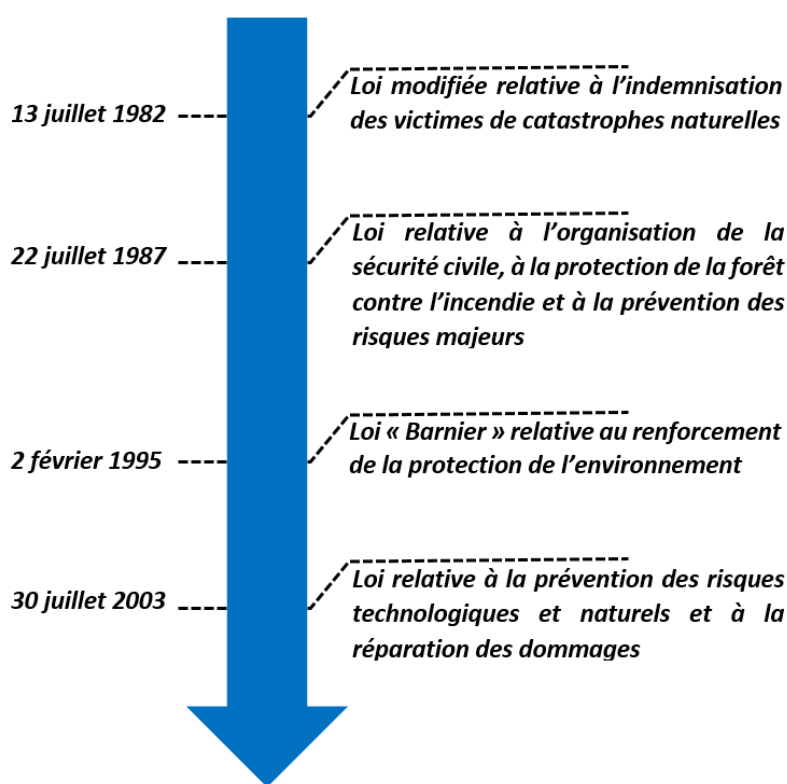 13 juillet 1982
Loi modifiée relative à l’indemnisation
des victimes de catastrophes naturelles
22 juillet 1987
Loi relative à l’organisation de la
sécurité civile, à la protection de la forêt
contre l’incendie et à la prévention des
risques majeurs
2 février 1995
Loi « Barnier » relative au renforcement
de la protection de l’environnement
30 juillet 2003
Loi relative à la prévention des risques
technologiques et naturels et à la
réparation des dommages